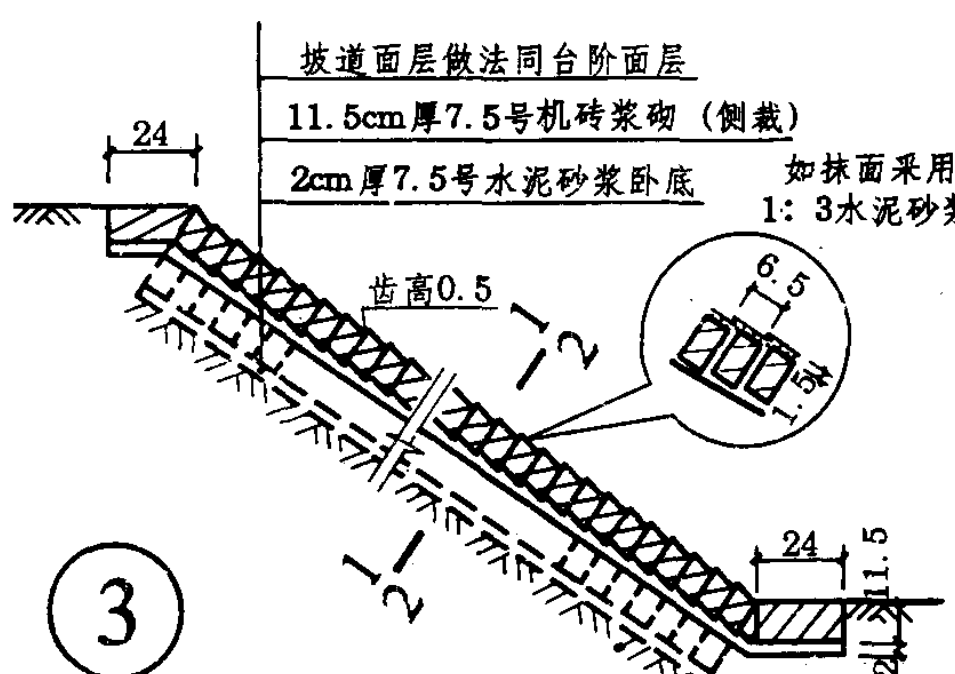 坡道面层做法同台阶面层
11.5cm厚7.5号机砖浆砌（侧裁）
2cm厚7.5号水泥砂浆卧底
24
如抹面采用
1：3水泥砂浆
6.5
齿高0.5
1
2
1.5
24
11.5
2
1
2
3